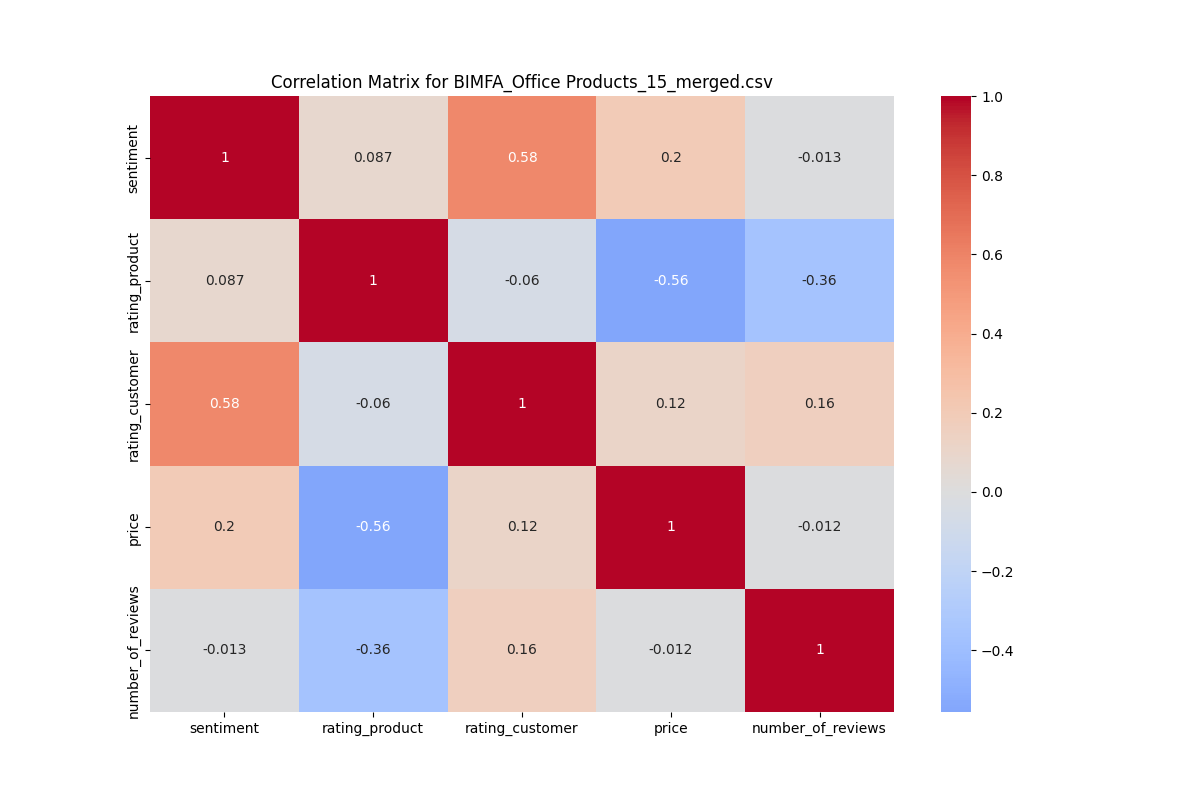 Correlation Matrix for BIMFA_Office Products_15_merged.csv
sentiment
1 0.087 0.58 0.2 -0.013
rating_product
0.087 1 -0.06 -0.56 -0.36
rating_customer
0.58 -0.06 1 0.12 0.16
price
0.2 -0.56 0.12 1 -0.012
number_of_reviews
-0.013 -0.36 0.16 -0.012 1
sentiment rating_product rating_customer price number_of_reviews
1.0
0.8
0.6
0.4
0.2
0.0
−0.2
−0.4